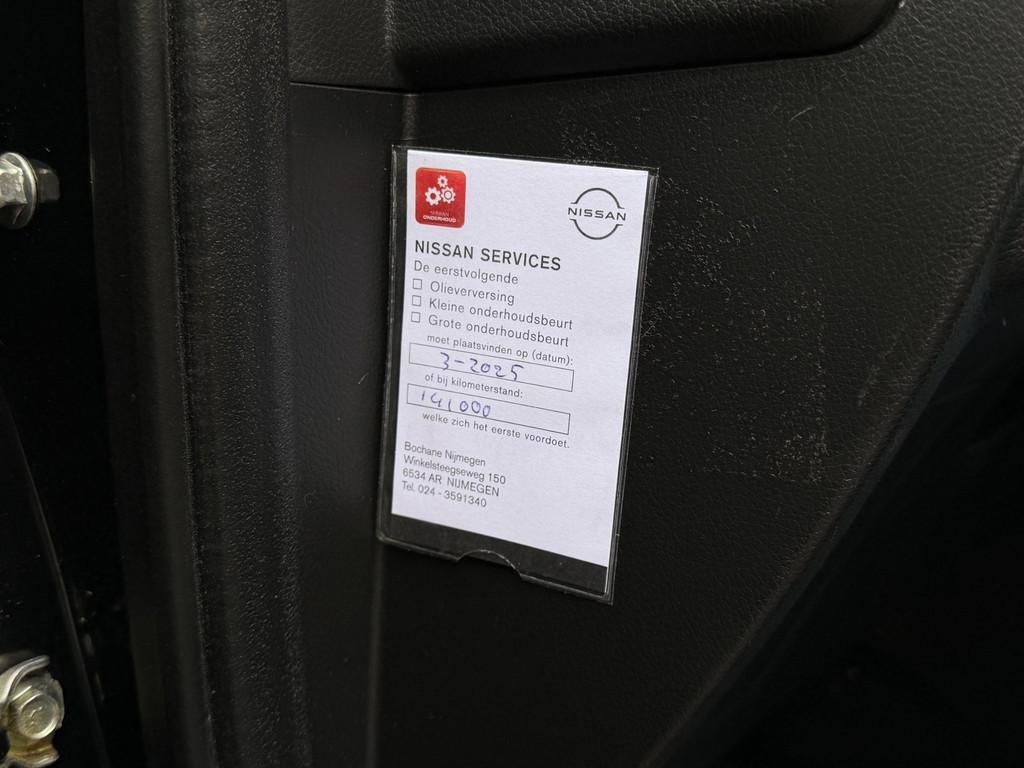 NISSAN
ONDERHOUD
NISSAN
NISSAN SERVICES
De eerstvolgende
Olieverversing
Kleine onderhoudsbeurt
Grote onderhoudsbeurt
moet plaatsvinden op (datum):
3-2025
of bij kilometerstand:
141000
welke zich het eerste voordoet.
Bochane Nijmegen
Winkelsteegseweg 150
6534 AR NIJMEGEN
Tel. 024 - 3591340